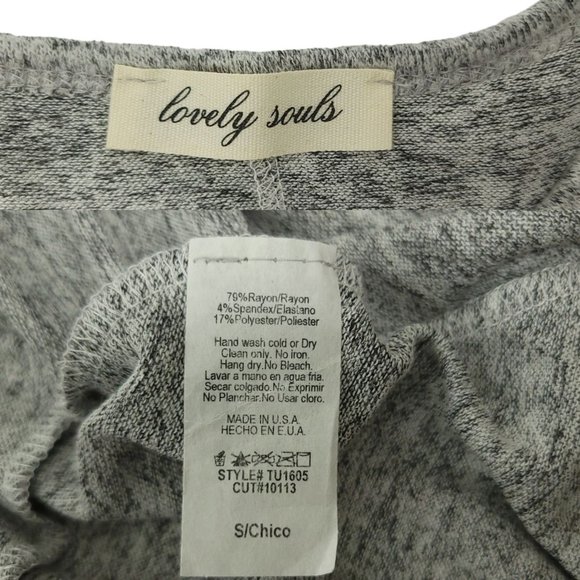 lovely souls
79%Rayon/Rayon
4%Spandex/Elastano
17%Polyester/Poliester
Hand wash cold or Dry
Clean only. No iron.
Hang dry.No Bleach.
Lavar a mano en agua fria.
Secar colgado.No Exprimir
No Planchar.No Usar cloro.
MADE IN U.S.A.
HECHO EN E.U.A.
STYLE# TU1605
CUT#10113
S/Chico